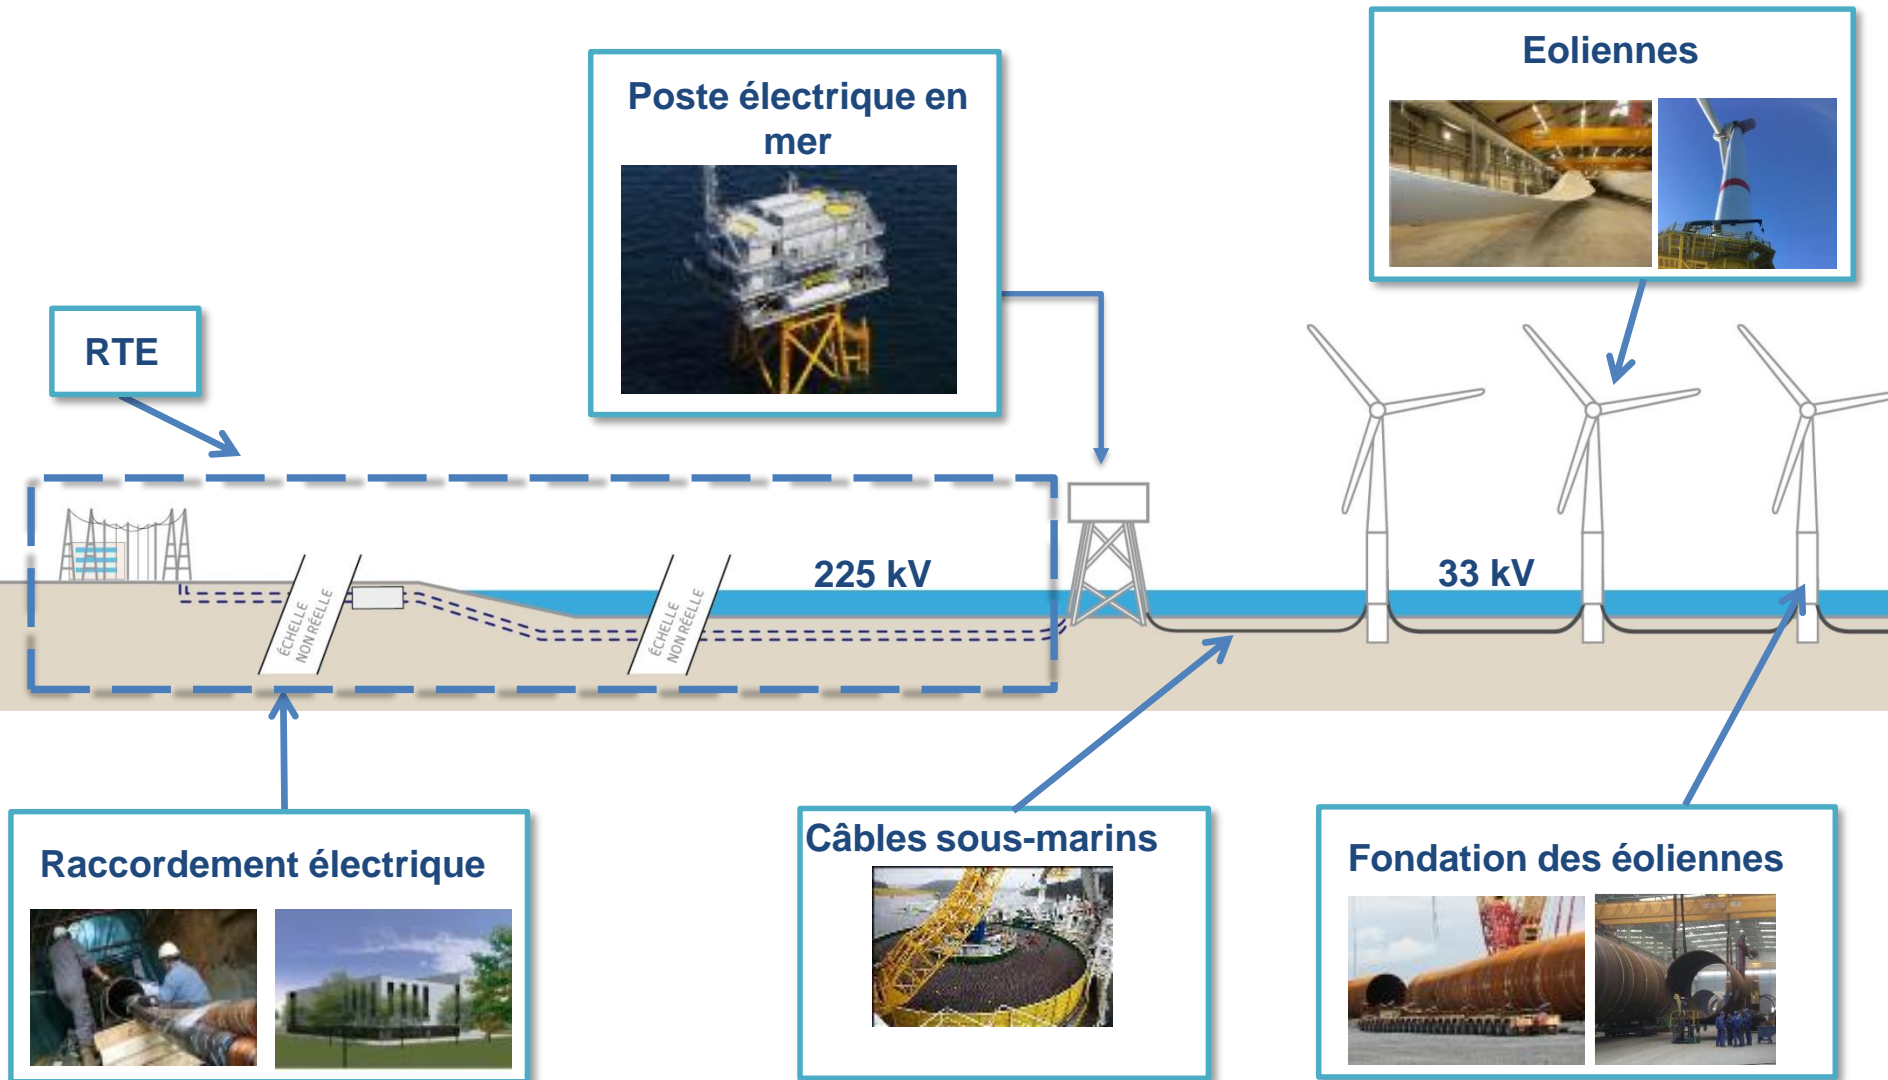 Eoliennes
Poste électrique en
mer
RTE
225 kV
33 kV
ÉCHELLE
NON RÉELLE
ÉCHELLE
NON RÉELLE
Raccordement électrique
Câbles sous-marins
Fondation des éoliennes